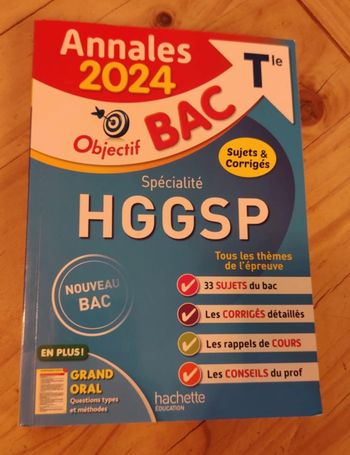 Annales
2024
Tle
Objectif
BAC
Sujets &
Corrigés
Spécialité
HGGSP
Tous les thèmes
de l'épreuve
NOUVEAU
BAC
33 SUJETS du bac
Les CORRIGÉS détaillés
Les rappels de COURS
Les CONSEILS du prof
EN PLUS !
GRAND
ORAL
Questions types
et méthodes
hachette
ÉDUCATION